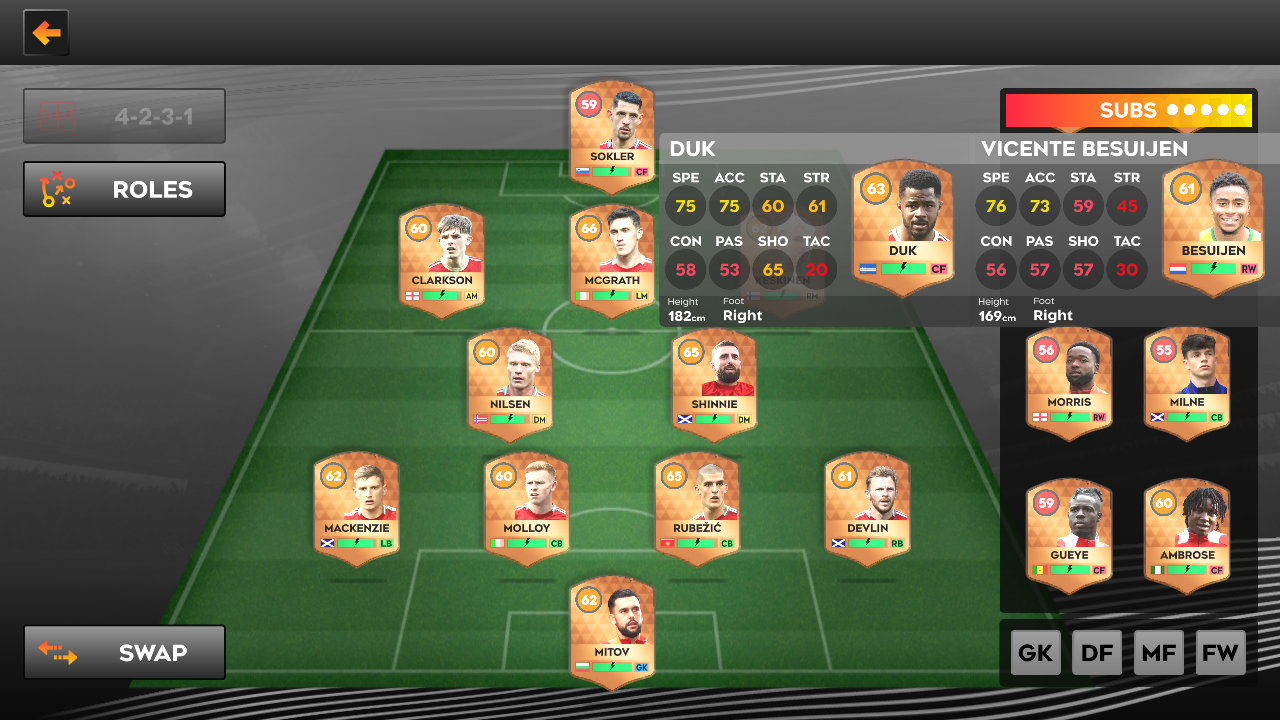 4-2-3-1
ROLES
SWAP
59
SOKLER
CF
60
CLARKSON
AM
66
MCGRATH
LM
KESKINEN
RM
60
NILSEN
DM
65
SHINNIE
DM
62
MACKENZIE
LB
60
MOLLOY
CB
65
RUBEŽIĆ
CB
61
DEVLIN
RB
62
MITOV
GK
SUBS
DUK
SPE ACC STA STR
75 75 60 61
CON PAS SHO TAC
58 53 65 20
Height Foot
182cm Right
63
DUK
CF
VICENTE BESUIJEN
SPE ACC STA STR
76 73 59 45
CON PAS SHO TAC
56 57 57 30
Height Foot
169cm Right
61
BESUIJEN
RW
56
MORRIS
RW
55
MILNE
CB
59
GUEYE
CF
60
AMBROSE
CF
GK DF MF FW